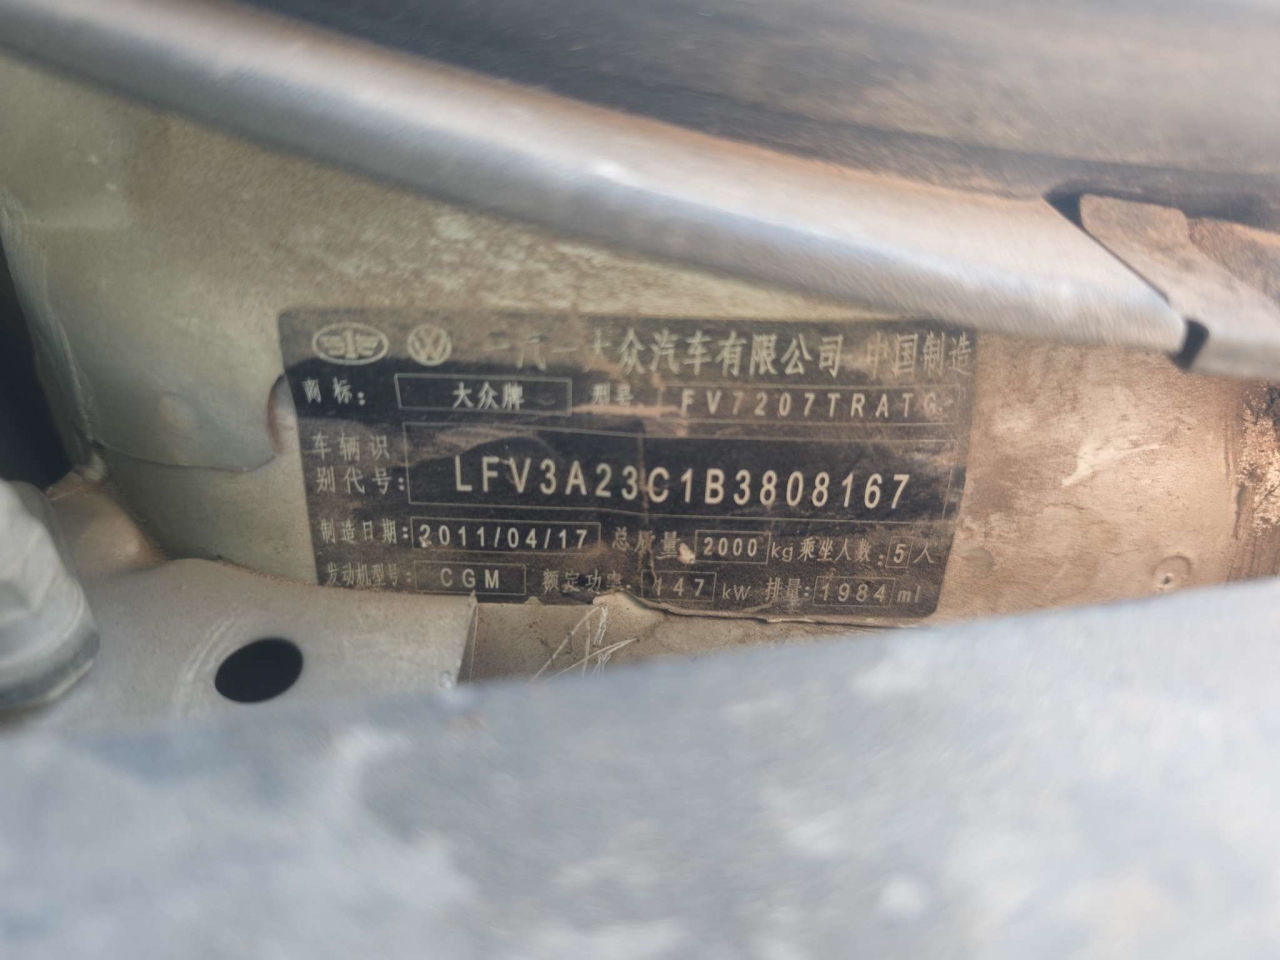 一汽-大众汽车有限公司 中国制造
商标: 大众牌 型号 FV7207TRATG
车辆识别代号: LFV3A23C1B3808167
制造日期: 2011/04/17 总质量 2000 kg 乘坐人数: 5 人
发动机型号: CGM 额定功率: 147 kW 排量: 1984 ml